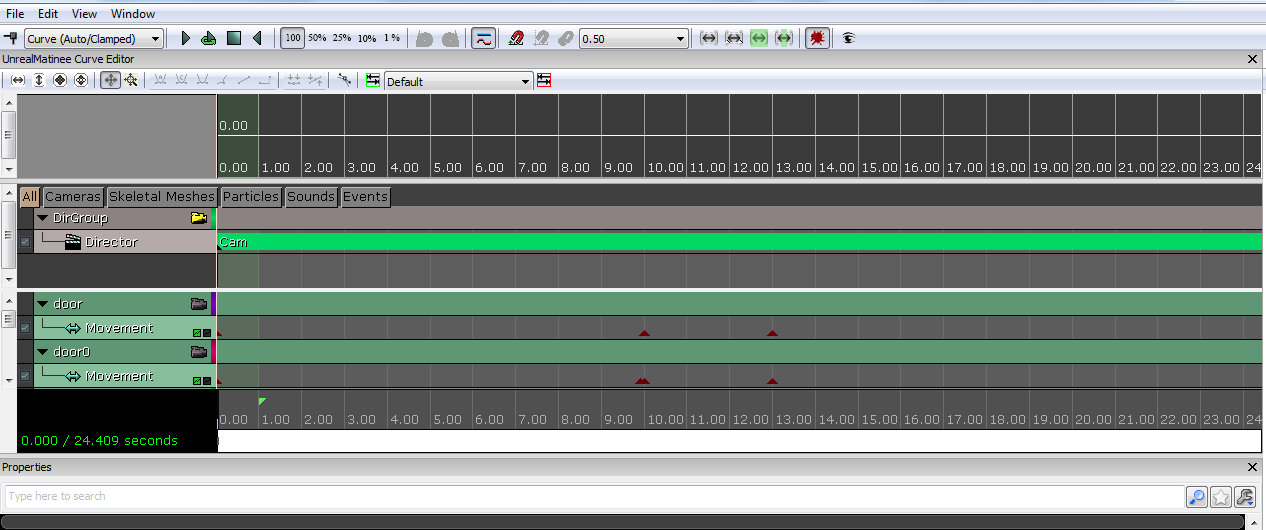 File Edit View Window
Curve (Auto/Clamped) 100 50% 25% 10% 1 % 0.50
UnrealMatinee Curve Editor
Default
0.00
0.00 1.00 2.00 3.00 4.00 5.00 6.00 7.00 8.00 9.00 10.00 11.00 12.00 13.00 14.00 15.00 16.00 17.00 18.00 19.00 20.00 21.00 22.00 23.00 24
All Cameras Skeletal Meshes Particles Sounds Events
DirGroup
Director Cam
door
Movement
door0
Movement
0.00 1.00 2.00 3.00 4.00 5.00 6.00 7.00 8.00 9.00 10.00 11.00 12.00 13.00 14.00 15.00 16.00 17.00 18.00 19.00 20.00 21.00 22.00 23.00 24
0.000 / 24.409 seconds
Properties
Type here to search